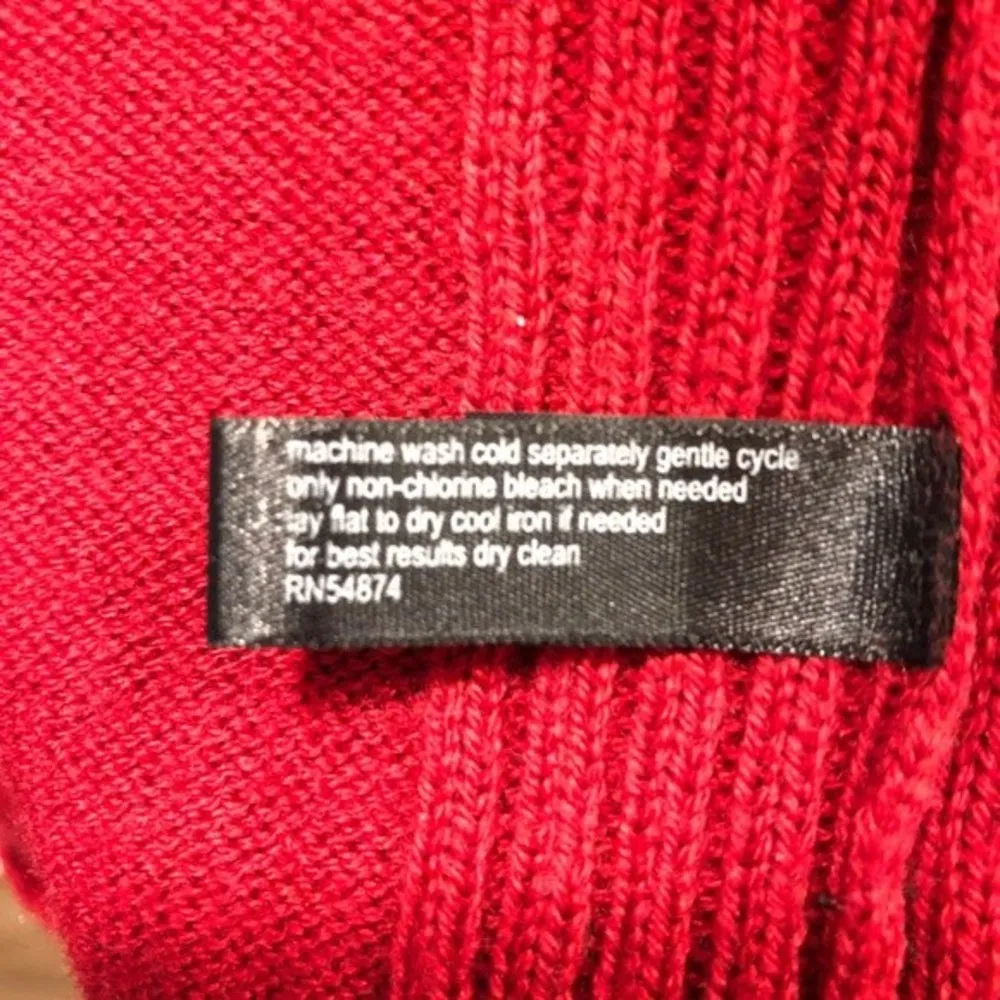 machine wash cold separately gentle cycle
only non-chlorine bleach when needed
lay flat to dry cool iron if needed
for best results dry clean
RN54874